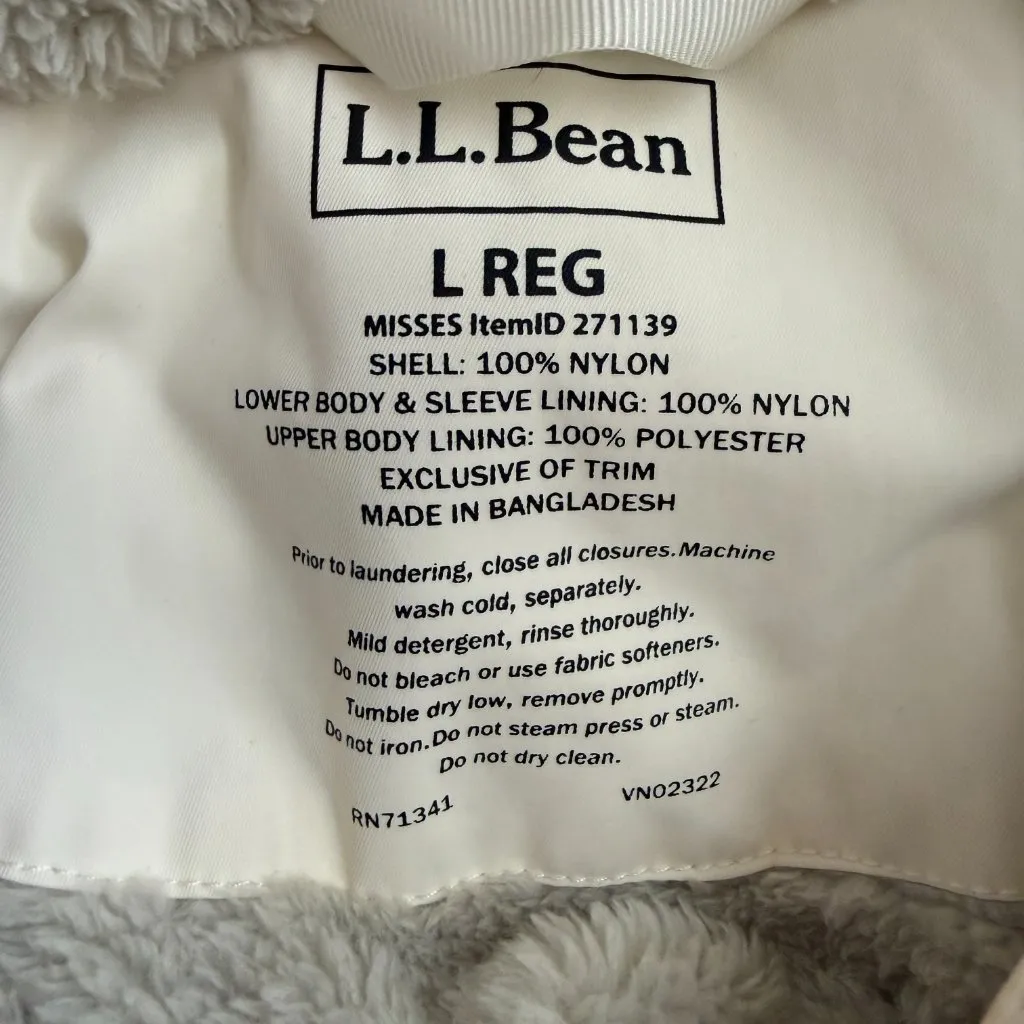 L.L.Bean
L REG
MISSES ItemID 271139
SHELL: 100% NYLON
LOWER BODY & SLEEVE LINING: 100% NYLON
UPPER BODY LINING: 100% POLYESTER
EXCLUSIVE OF TRIM
MADE IN BANGLADESH
Prior to laundering, close all closures.Machine
wash cold, separately.
Mild detergent, rinse thoroughly.
Do not bleach or use fabric softeners.
Tumble dry low, remove promptly.
Do not iron.Do not steam press or steam.
Do not dry clean.
RN71341 VN02322